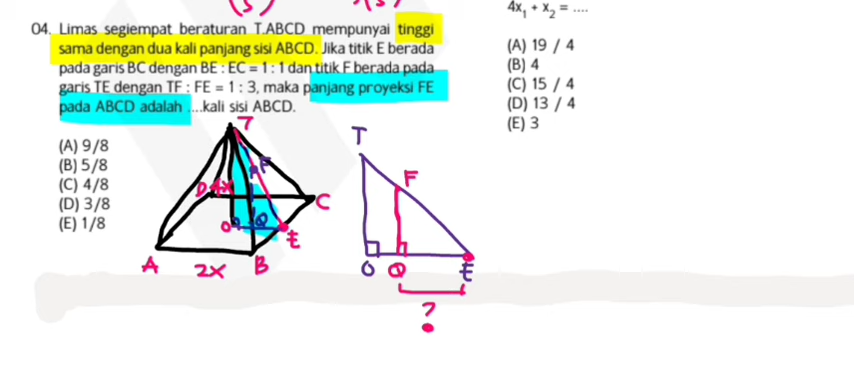 (5) (5)
04. Limas segiempat beraturan T.ABCD mempunyai tinggi
sama dengan dua kali panjang sisi ABCD. Jika titik E berada
pada garis BC dengan BE : EC = 1 : 1 dan titik F berada pada
garis TE dengan TF : FE = 1 : 3, maka panjang proyeksi FE
pada ABCD adalah ....kali sisi ABCD.
(A) 9/8
(B) 5/8
(C) 4/8
(D) 3/8
(E) 1/8
T
F
D 4x
C
O Q
E
A 2x B
T
F
O Q E
?
4x₁ + x₂ = ....
(A) 19 / 4
(B) 4
(C) 15 / 4
(D) 13 / 4
(E) 3